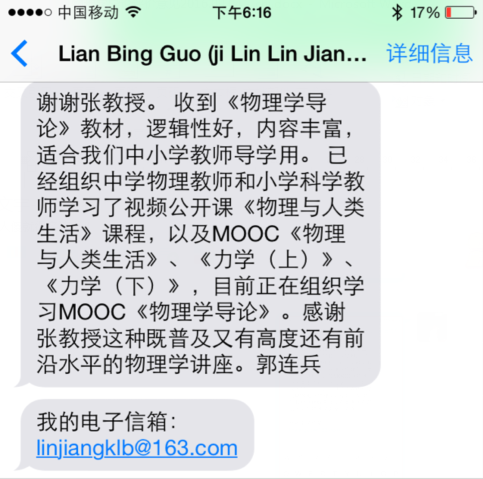 中国移动 下午6:16 17%
Lian Bing Guo (ji Lin Lin Jian... 详细信息
谢谢张教授。 收到《物理学导
论》教材，逻辑性好，内容丰富，
适合我们中小学教师导学用。 已
经组织中学物理教师和小学科学教
师学习了视频公开课《物理与人类
生活》课程，以及MOOC《物理
与人类生活》、《力学（上）》、
《力学（下）》，目前正在组织学
习MOOC《物理学导论》。感谢
张教授这种既普及又有高度还有前
沿水平的物理学讲座。郭连兵
我的电子信箱：
linjiangklb@163.com